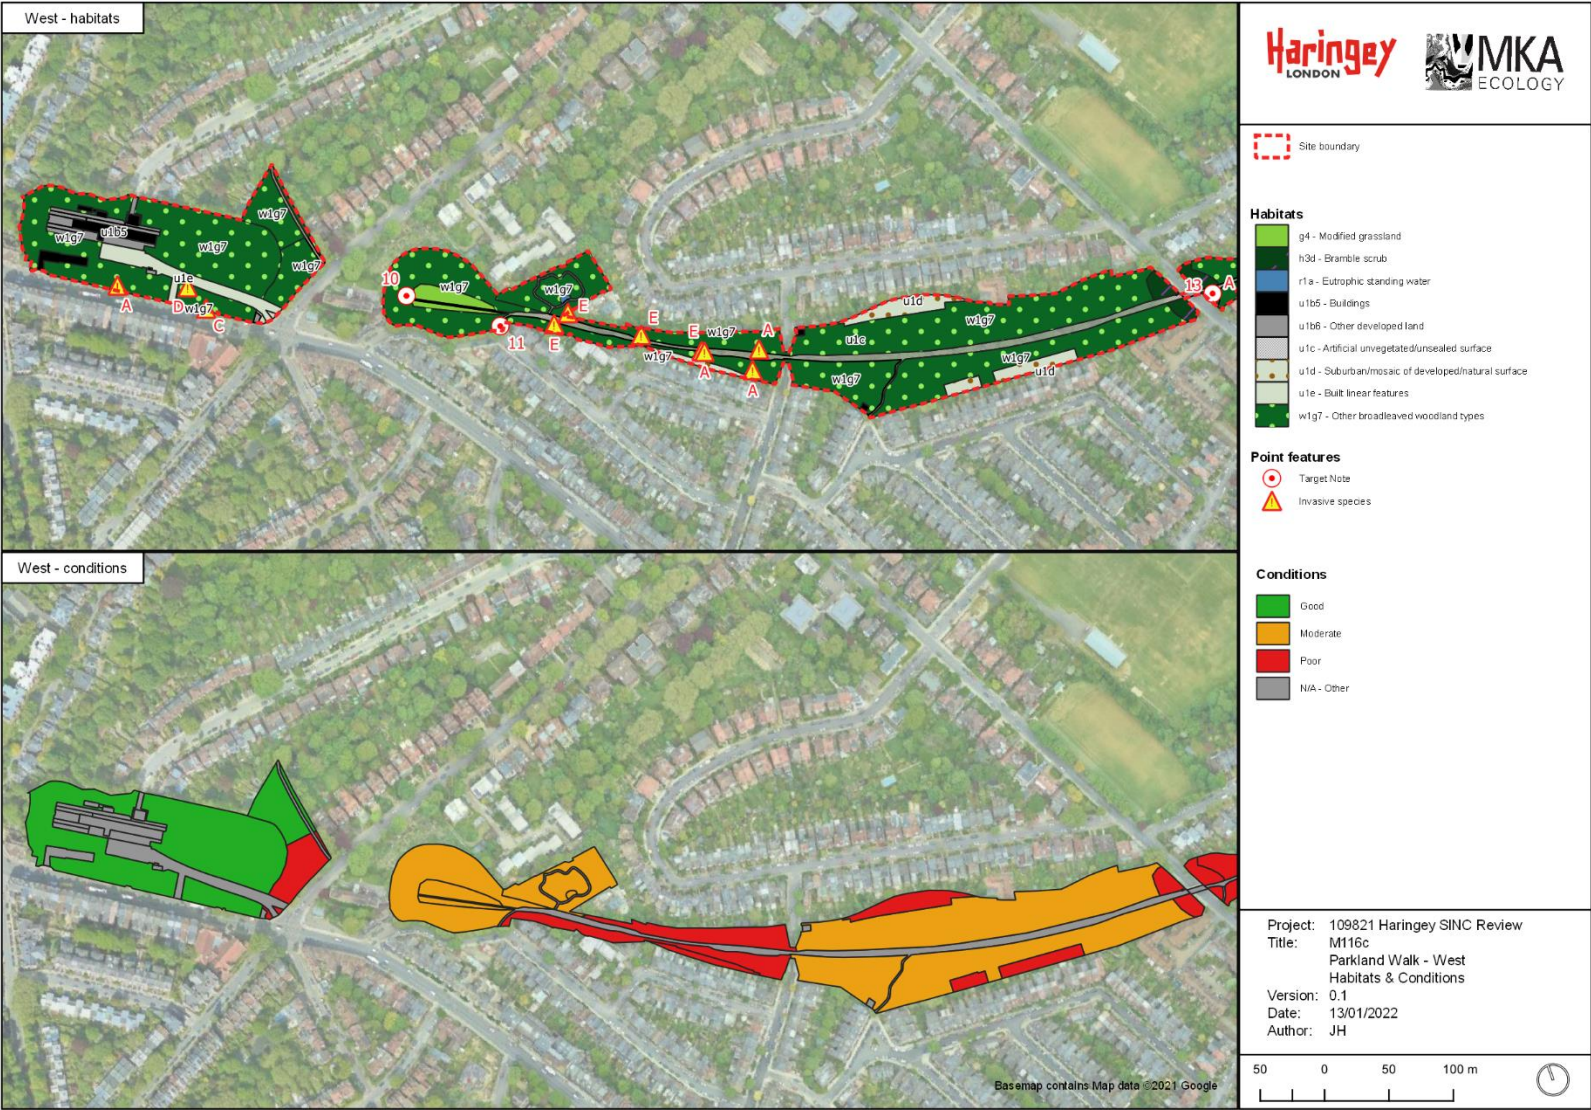 West - habitats
w1g7
w1g7
u1b5
w1g7
w1g7
u1e
A
D
w1g7
C
10
w1g7
w1g7
11
E
E
E
w1g7
E
w1g7
A
A
A
u1d
w1g7
u1c
w1g7
w1g7
u1d
13
A
West - conditions
Basemap contains Map data ©2021 Google
Haringey
LONDON
MKA
ECOLOGY
Site boundary
Habitats
g4 - Modified grassland
h3d - Bramble scrub
r1a - Eutrophic standing water
u1b5 - Buildings
u1b6 - Other developed land
u1c - Artificial unvegetated/unsealed surface
u1d - Suburban/mosaic of developed/natural surface
u1e - Built linear features
w1g7 - Other broadleaved woodland types
Point features
Target Note
Invasive species
Conditions
Good
Moderate
Poor
N/A - Other
Project: 109821 Haringey SINC Review
Title: M116c
Parkland Walk - West
Habitats & Conditions
Version: 0.1
Date: 13/01/2022
Author: JH
50 0 50 100 m